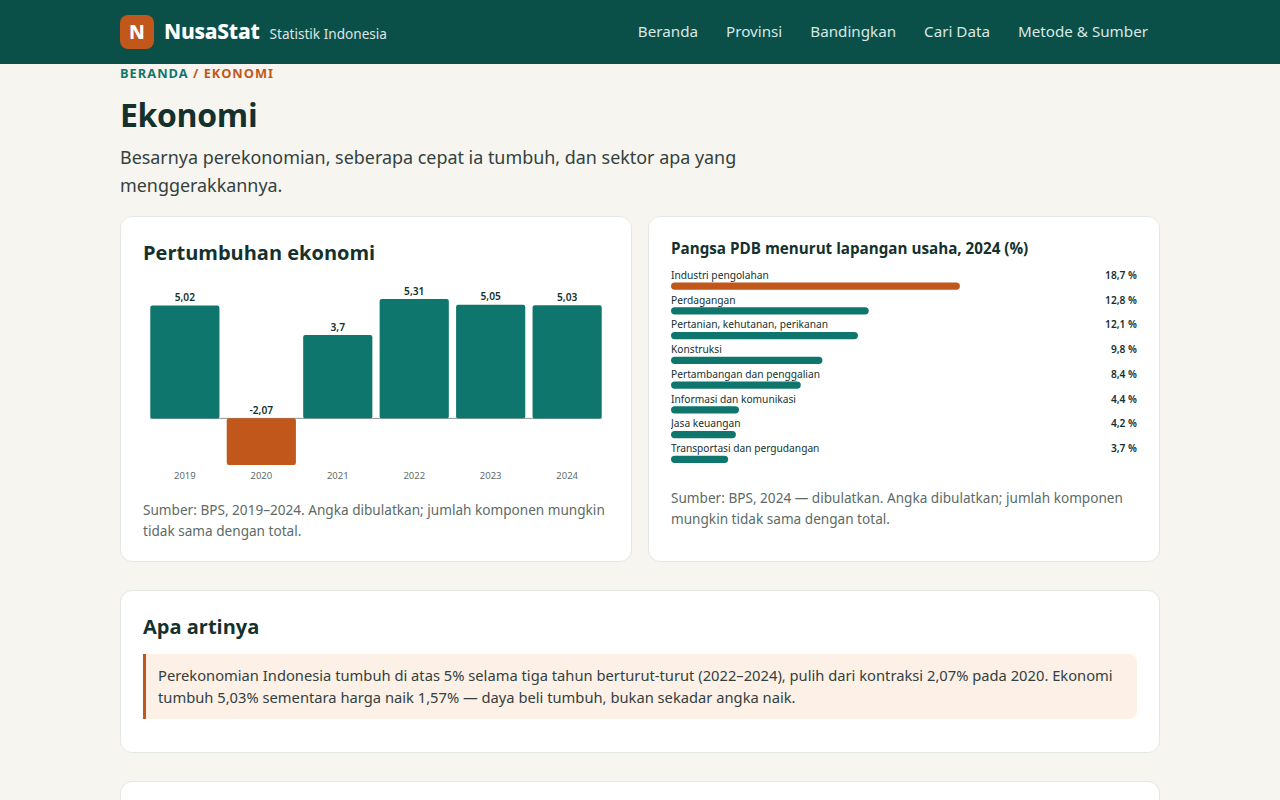 N NusaStat Statistik Indonesia
Beranda Provinsi Bandingkan Cari Data Metode & Sumber
BERANDA / EKONOMI
Ekonomi
Besarnya perekonomian, seberapa cepat ia tumbuh, dan sektor apa yang
menggerakkannya.
Pertumbuhan ekonomi
5,02
-2,07
3,7
5,31
5,05
5,03
2019 2020 2021 2022 2023 2024
Sumber: BPS, 2019–2024. Angka dibulatkan; jumlah komponen mungkin
tidak sama dengan total.
Pangsa PDB menurut lapangan usaha, 2024 (%)
Industri pengolahan 18,7 %
Perdagangan 12,8 %
Pertanian, kehutanan, perikanan 12,1 %
Konstruksi 9,8 %
Pertambangan dan penggalian 8,4 %
Informasi dan komunikasi 4,4 %
Jasa keuangan 4,2 %
Transportasi dan pergudangan 3,7 %
Sumber: BPS, 2024 — dibulatkan. Angka dibulatkan; jumlah komponen
mungkin tidak sama dengan total.
Apa artinya
Perekonomian Indonesia tumbuh di atas 5% selama tiga tahun berturut-turut (2022–2024), pulih dari kontraksi 2,07% pada 2020. Ekonomi
tumbuh 5,03% sementara harga naik 1,57% — daya beli tumbuh, bukan sekadar angka naik.